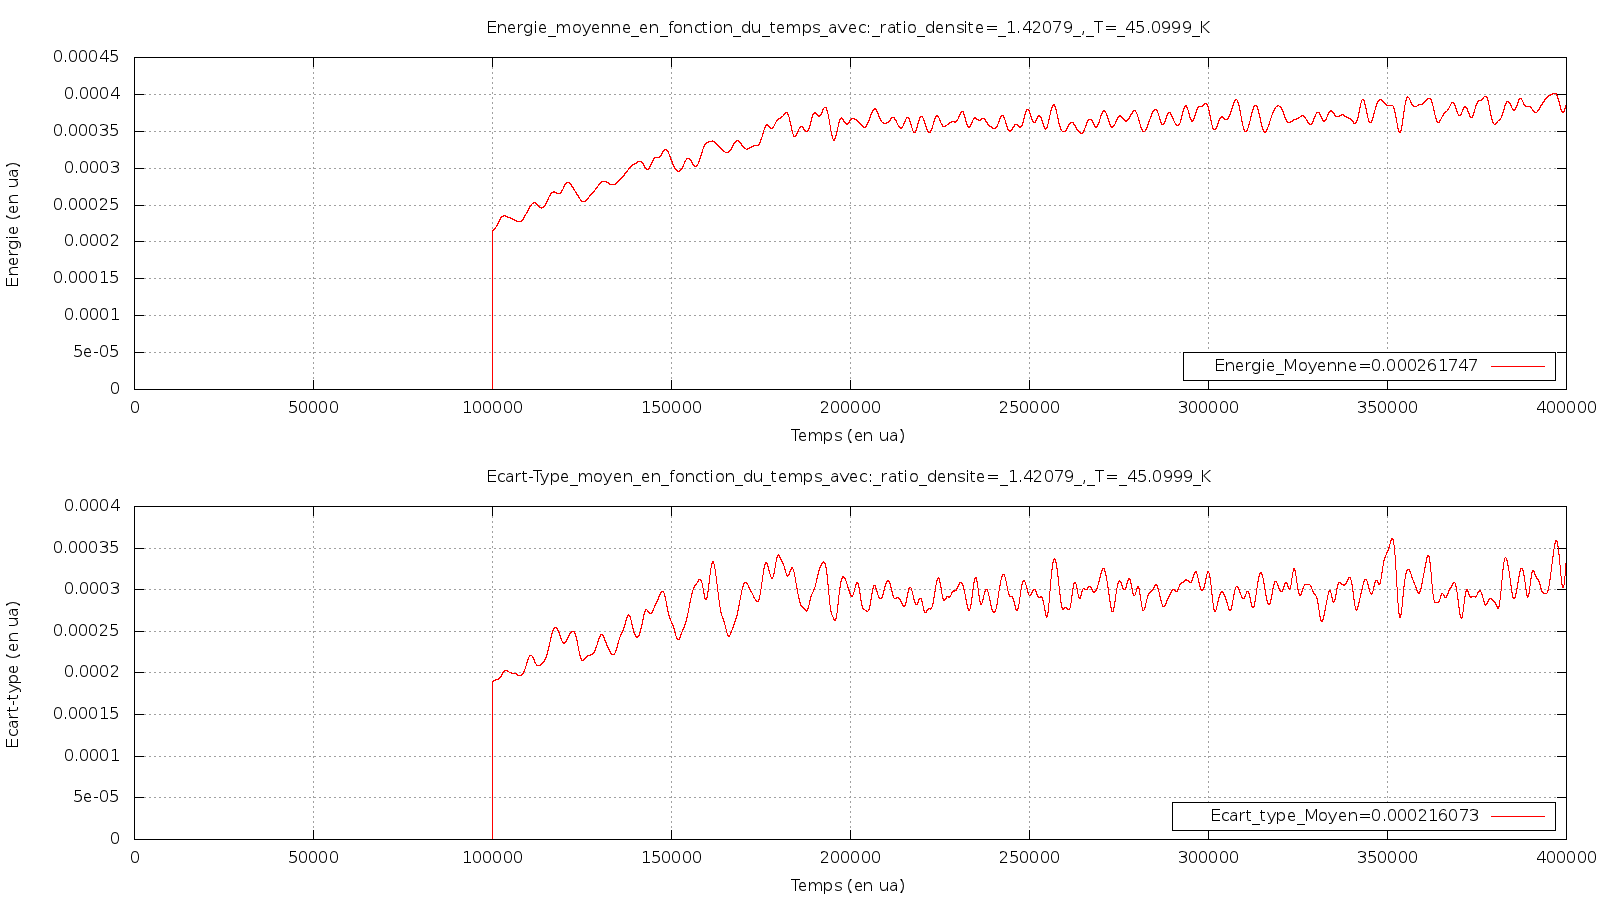 Energie_moyenne_en_fonction_du_temps_avec:_ratio_densite=_1.42079_,_T=_45.0999_K
0.00045
0.0004
0.00035
0.0003
0.00025
0.0002
0.00015
0.0001
5e-05
0
Energie (en ua)
Energie_Moyenne=0.000261747
0 50000 100000 150000 200000 250000 300000 350000 400000
Temps (en ua)
Ecart-Type_moyen_en_fonction_du_temps_avec:_ratio_densite=_1.42079_,_T=_45.0999_K
0.0004
0.00035
0.0003
0.00025
0.0002
0.00015
0.0001
5e-05
0
Ecart-type (en ua)
Ecart_type_Moyen=0.000216073
0 50000 100000 150000 200000 250000 300000 350000 400000
Temps (en ua)